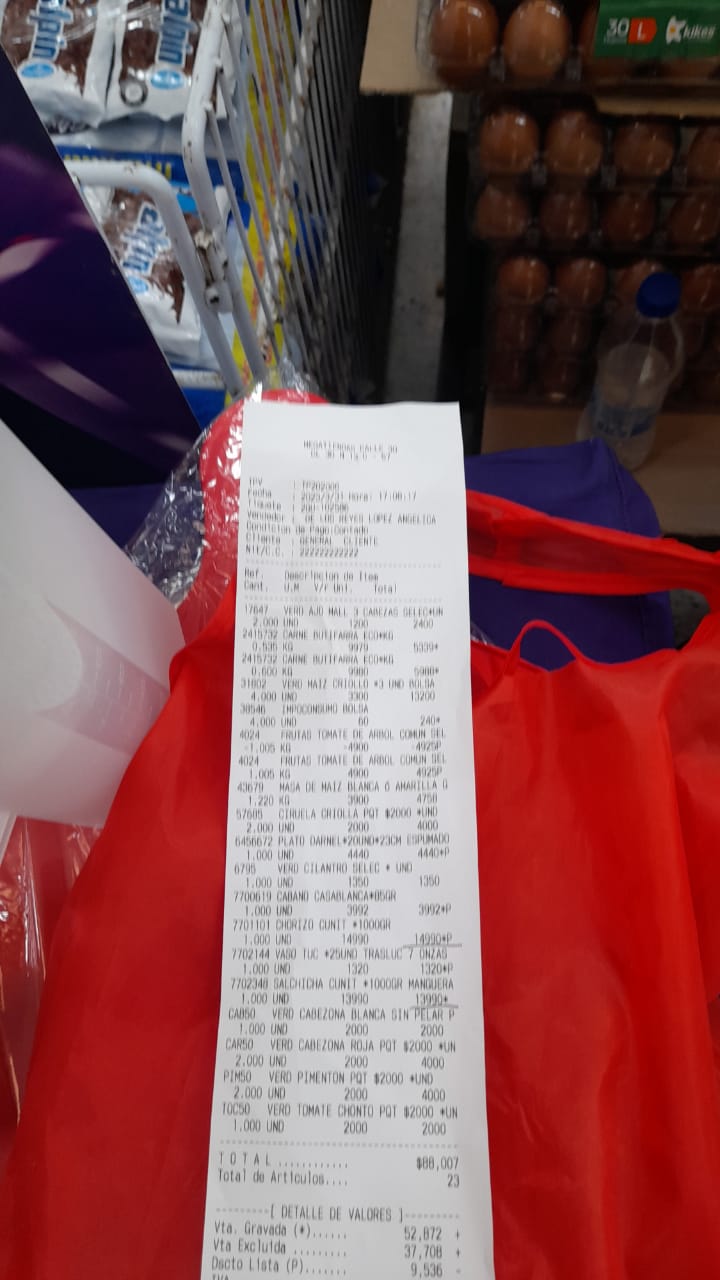 alpin
alpin
alpin
30 L kikes
MEGATIENDAS CALLE 30
TPV : TP202006
Fecha : 2023/3/31 Hora: 17:06:17
Tiquete : 20U-102506
Vendedor : DE LOS REYES LOPEZ ANGELICA
Condicion de Pago:Contado
Cliente : GENERAL CLIENTE
Nit/C.C. : 222222222222
Ref. Descripcion de Item
Cant. U.M V/F Uni. Total
17647 VERD AJO MALL 3 CABEZAS SELEC*UN
2.000 UND 1200 2400
2415732 CARNE BUTIFARRA ECO*KG
0.535 KG 9979 5339*
2415732 CARNE BUTIFARRA ECO*KG
0.600 KG 9980 5988*
31802 VERD MAIZ CRIOLLO *3 UND BOLSA
4.000 UND 3300 13200
38546 IMPOCONSUMO BOLSA
4.000 UND 60 240*
4024 FRUTAS TOMATE DE ARBOL COMUN SEL
-1.005 KG -4900 -4925P
4024 FRUTAS TOMATE DE ARBOL COMUN SEL
1.005 KG 4900 4925P
43679 MASA DE MAIZ BLANCA O AMARILLA G
1.220 KG 3900 4758
57685 CIRUELA CRIOLLA PQT $2000 *UND
2.000 UND 2000 4000
6456672 PLATO DARNEL*20UND*23CM ESPUMADO
1.000 UND 4440 4440*P
6795 VERD CILANTRO SELEC * UND
1.000 UND 1350 1350
7700619 CABANO CASABLANCA*85GR
1.000 UND 3992 3992*P
7701101 CHORIZO CUNIT *1000GR
1.000 UND 14990 14990*P
7702144 VASO TUC *25UND TRASLUC 7 ONZAS
1.000 UND 1320 1320*P
7702348 SALCHICHA CUNIT *1000GR MANGUERA
1.000 UND 13990 13990*
CAB50 VERD CABEZONA BLANCA SIN PELAR P
1.000 UND 2000 2000
CAR50 VERD CABEZONA ROJA PQT $2000 *UN
2.000 UND 2000 4000
PIM50 VERD PIMENTON PQT $2000 *UND
2.000 UND 2000 4000
TOC50 VERD TOMATE CHONTO PQT $2000 *UN
1.000 UND 2000 2000
T O T A L ............ $88,007
Total de Articulos.... 23
---------[ DETALLE DE VALORES ]---------
Vta. Gravada (*)...... 52,872 +
Vta Excluida ......... 37,708 +
Dscto Lista (P)....... 9,536 -